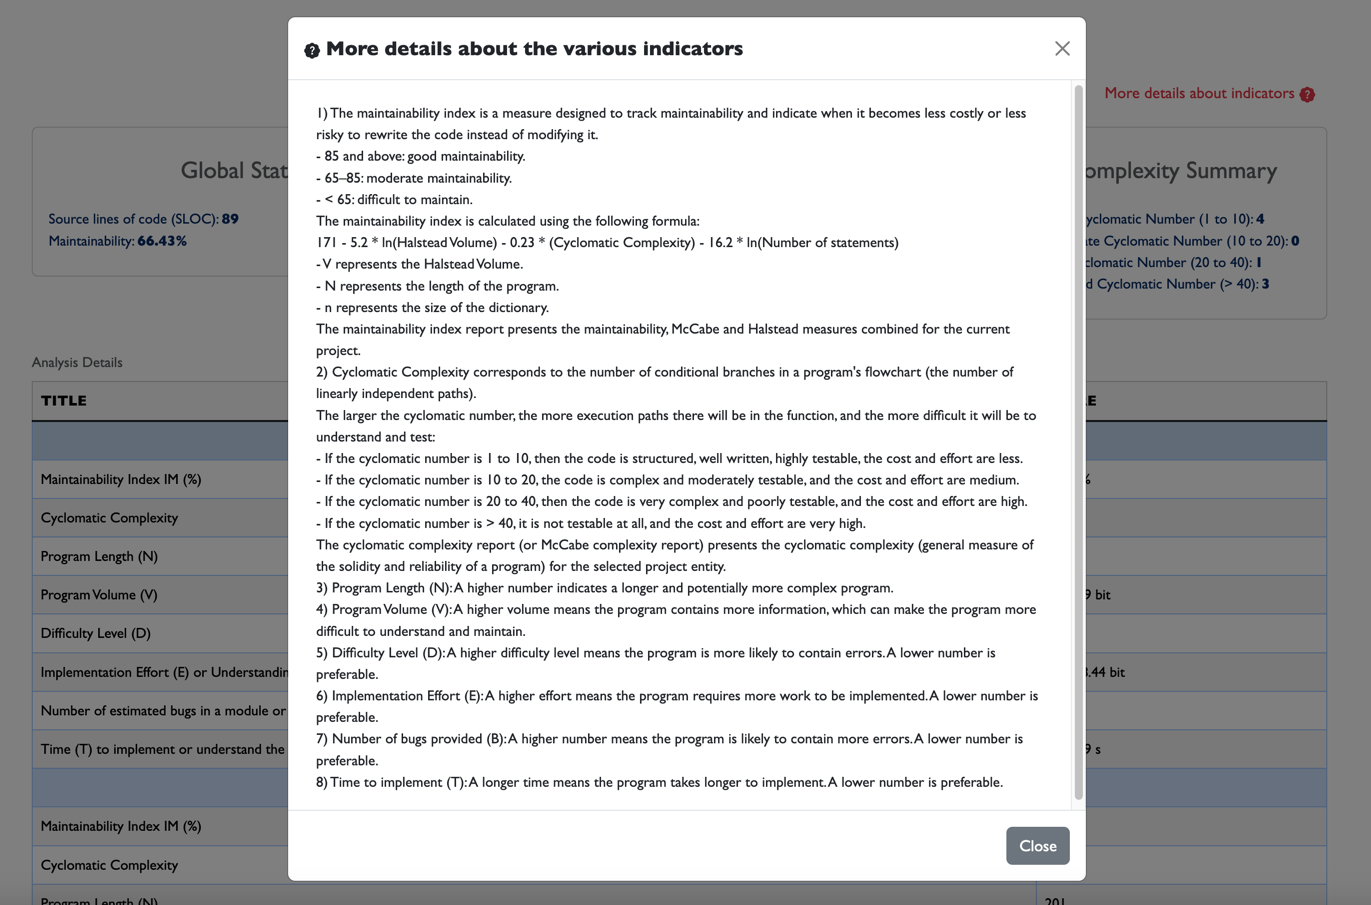 More details about the various indicators
More details about indicators
1) The maintainability index is a measure designed to track maintainability and indicate when it becomes less costly or less
risky to rewrite the code instead of modifying it.
- 85 and above: good maintainability.
- 65–85: moderate maintainability.
- < 65: difficult to maintain.
The maintainability index is calculated using the following formula:
171 - 5.2 * ln(Halstead Volume) - 0.23 * (Cyclomatic Complexity) - 16.2 * ln(Number of statements)
- V represents the Halstead Volume.
- N represents the length of the program.
- n represents the size of the dictionary.
The maintainability index report presents the maintainability, McCabe and Halstead measures combined for the current
project.
2) Cyclomatic Complexity corresponds to the number of conditional branches in a program's flowchart (the number of
linearly independent paths).
The larger the cyclomatic number, the more execution paths there will be in the function, and the more difficult it will be to
understand and test:
- If the cyclomatic number is 1 to 10, then the code is structured, well written, highly testable, the cost and effort are less.
- If the cyclomatic number is 10 to 20, the code is complex and moderately testable, and the cost and effort are medium.
- If the cyclomatic number is 20 to 40, then the code is very complex and poorly testable, and the cost and effort are high.
- If the cyclomatic number is > 40, it is not testable at all, and the cost and effort are very high.
The cyclomatic complexity report (or McCabe complexity report) presents the cyclomatic complexity (general measure of
the solidity and reliability of a program) for the selected project entity.
3) Program Length (N): A higher number indicates a longer and potentially more complex program.
4) Program Volume (V): A higher volume means the program contains more information, which can make the program more
difficult to understand and maintain.
5) Difficulty Level (D): A higher difficulty level means the program is more likely to contain errors. A lower number is
preferable.
6) Implementation Effort (E): A higher effort means the program requires more work to be implemented. A lower number is
preferable.
7) Number of bugs provided (B): A higher number means the program is likely to contain more errors. A lower number is
preferable.
8) Time to implement (T): A longer time means the program takes longer to implement. A lower number is preferable.
Close
Global Stat
Source lines of code (SLOC): 89
Maintainability: 66.43%
omplexity Summary
yclomatic Number (1 to 10): 4
te Cyclomatic Number (10 to 20): 0
clomatic Number (20 to 40): 1
d Cyclomatic Number (> 40): 3
Analysis Details
TITLE
E
Maintainability Index IM (%)
%
Cyclomatic Complexity
Program Length (N)
Program Volume (V)
9 bit
Difficulty Level (D)
Implementation Effort (E) or Understandin
.44 bit
Number of estimated bugs in a module or
Time (T) to implement or understand the
9 s
Maintainability Index IM (%)
Cyclomatic Complexity
Program Length (N)
201